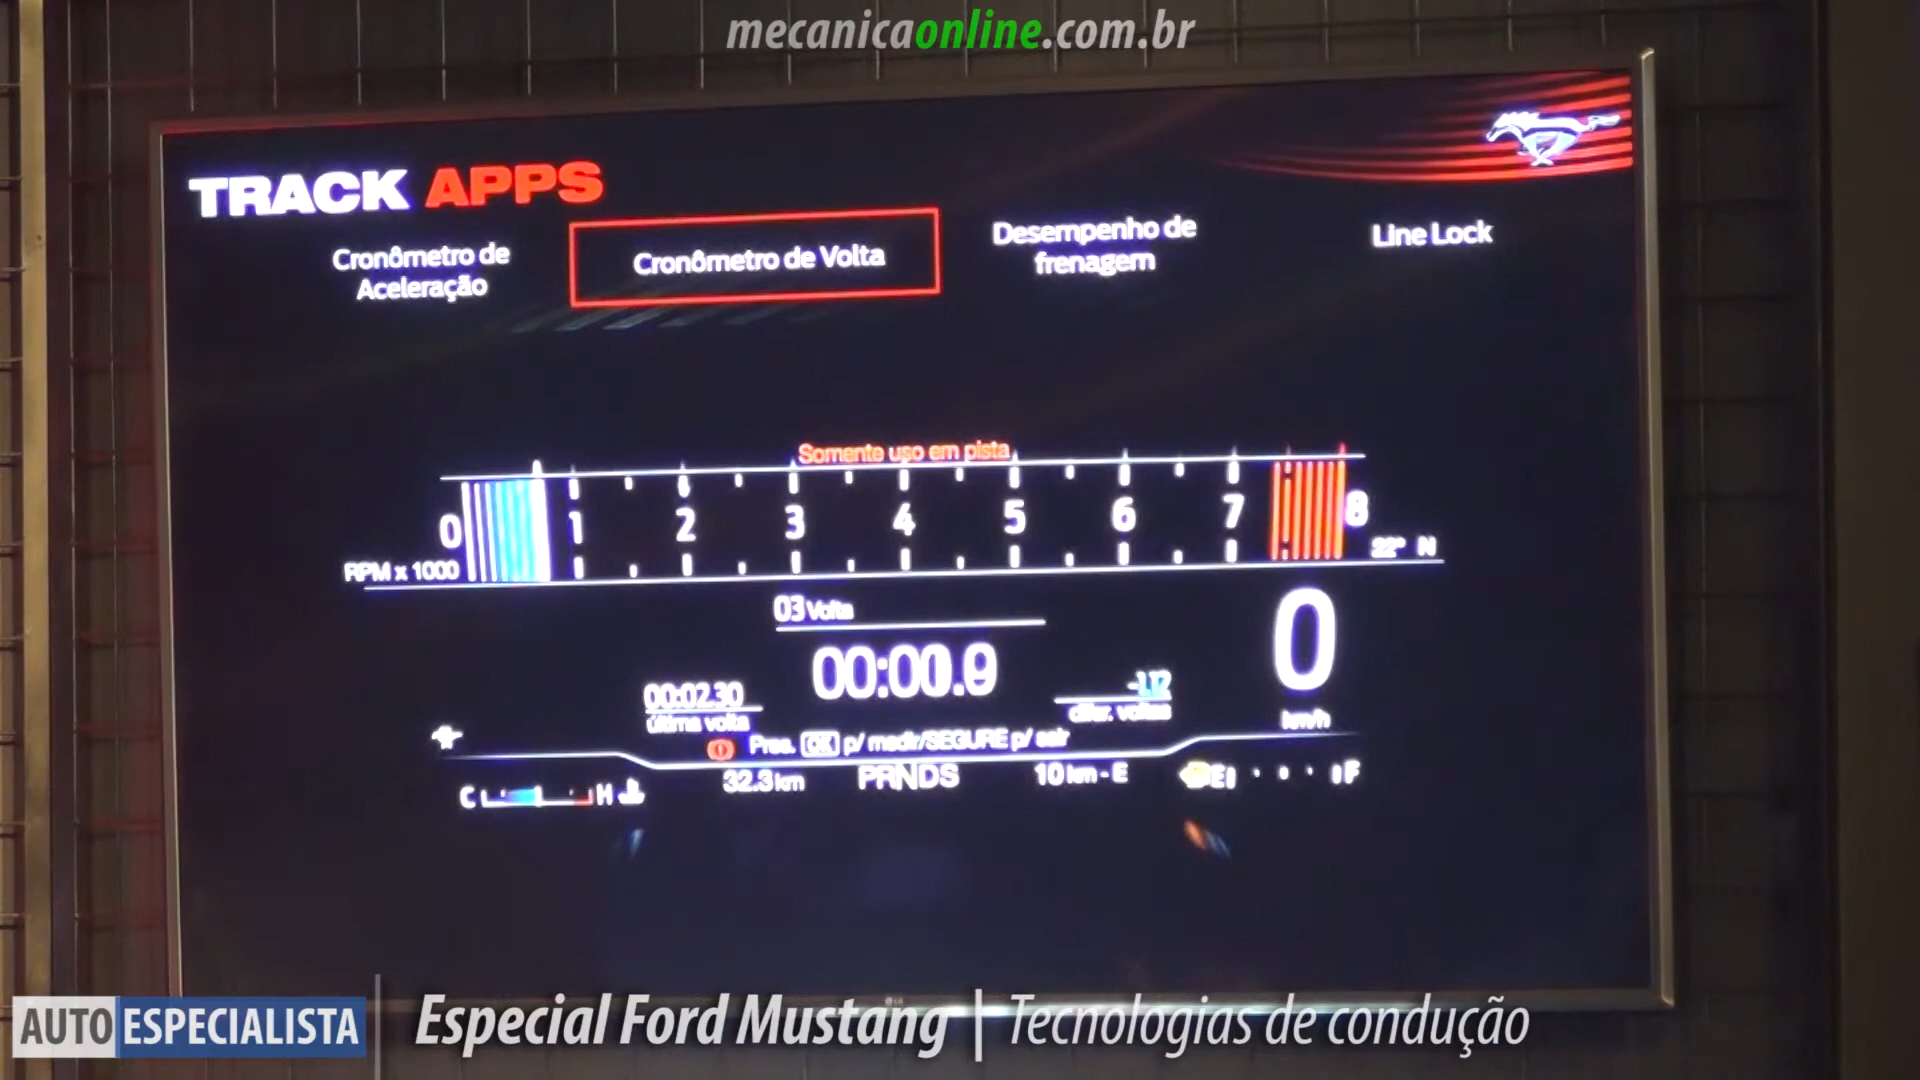 mecanicaonline.com.br
TRACK APPS
Cronômetro de
Aceleração
Cronômetro de Volta
Desempenho de
frenagem
Line Lock
Somente uso em pista
0 1 2 3 4 5 6 7 8
RPM x 1000
22° N
03 Volta
00:00.9
0
km/h
00:02.30
última volta
-1.12
difer. voltas
Pres. OK p/ medir/SEGURE p/ sair
C H
32.3 km
PRNDS
10 km - E
E F
AUTOESPECIALISTA
Especial Ford Mustang | Tecnologias de condução